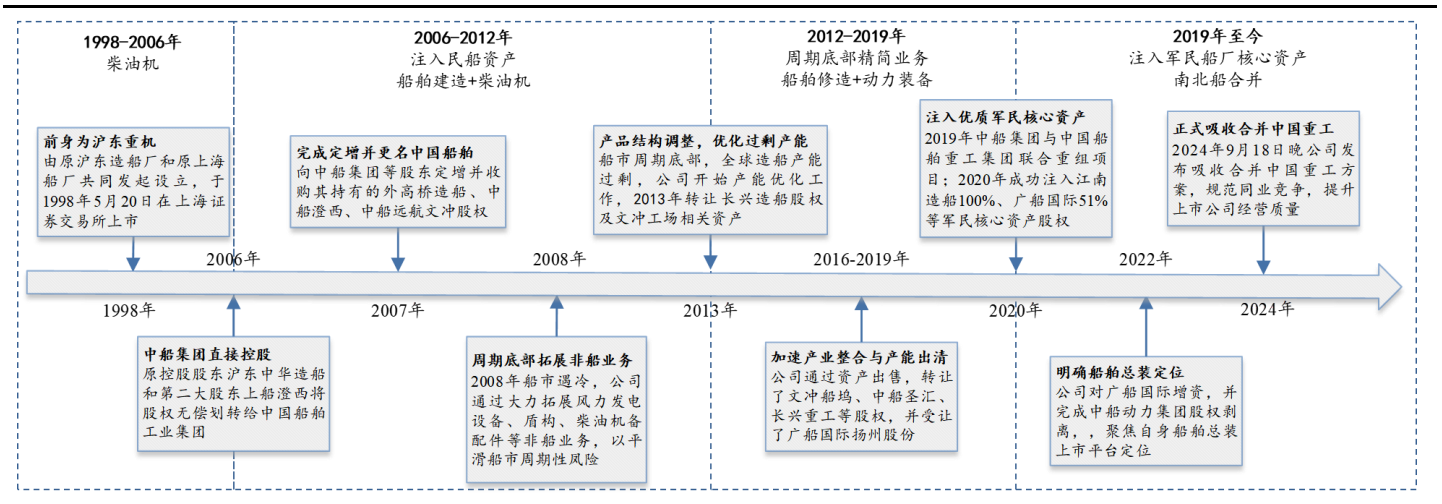 1998-2006年
柴油机
2006-2012年
注入民船资产
船舶建造+柴油机
2012-2019年
周期底部精简业务
船舶修造+动力装备
2019年至今
注入军民船厂核心资产
南北船合并
前身为沪东重机
由原沪东造船厂和原上海
船厂共同发起设立，于
1998年5月20日在上海证
券交易所上市
完成定增并更名中国船舶
向中船集团等股东定增并收
购其持有的外高桥造船、中
船澄西、中船远航文冲股权
产品结构调整，优化过剩产能
船市周期底部，全球造船产能
过剩，公司开始产能优化工
作，2013年转让长兴造船股权
及文冲工场相关资产
注入优质军民核心资产
2019年中船集团与中国船
舶重工集团联合重组项
目；2020年成功注入江南
造船100%、广船国际51%
等军民核心资产股权
正式吸收合并中国重工
2024年9月18日晚公司发
布吸收合并中国重工方
案，规范同业竞争，提升
上市公司经营质量
2006年
2008年
2016-2019年
2022年
1998年
2007年
2013年
2020年
2024年
中船集团直接控股
原控股股东沪东中华造船
和第二大股东上船澄西将
股权无偿划转给中国船舶
工业集团
周期底部拓展非船业务
2008年船市遇冷，公司
通过大力拓展风力发电
设备、盾构、柴油机备
配件等非船业务，以平
滑船市周期性风险
加速产业整合与产能出清
公司通过资产出售，转让
了文冲船坞、中船圣汇、
长兴重工等股权，并受让
了广船国际扬州股份
明确船舶总装定位
公司对广船国际增资，并
完成中船动力集团股权剥
离，，聚焦自身船舶总装
上市平台定位